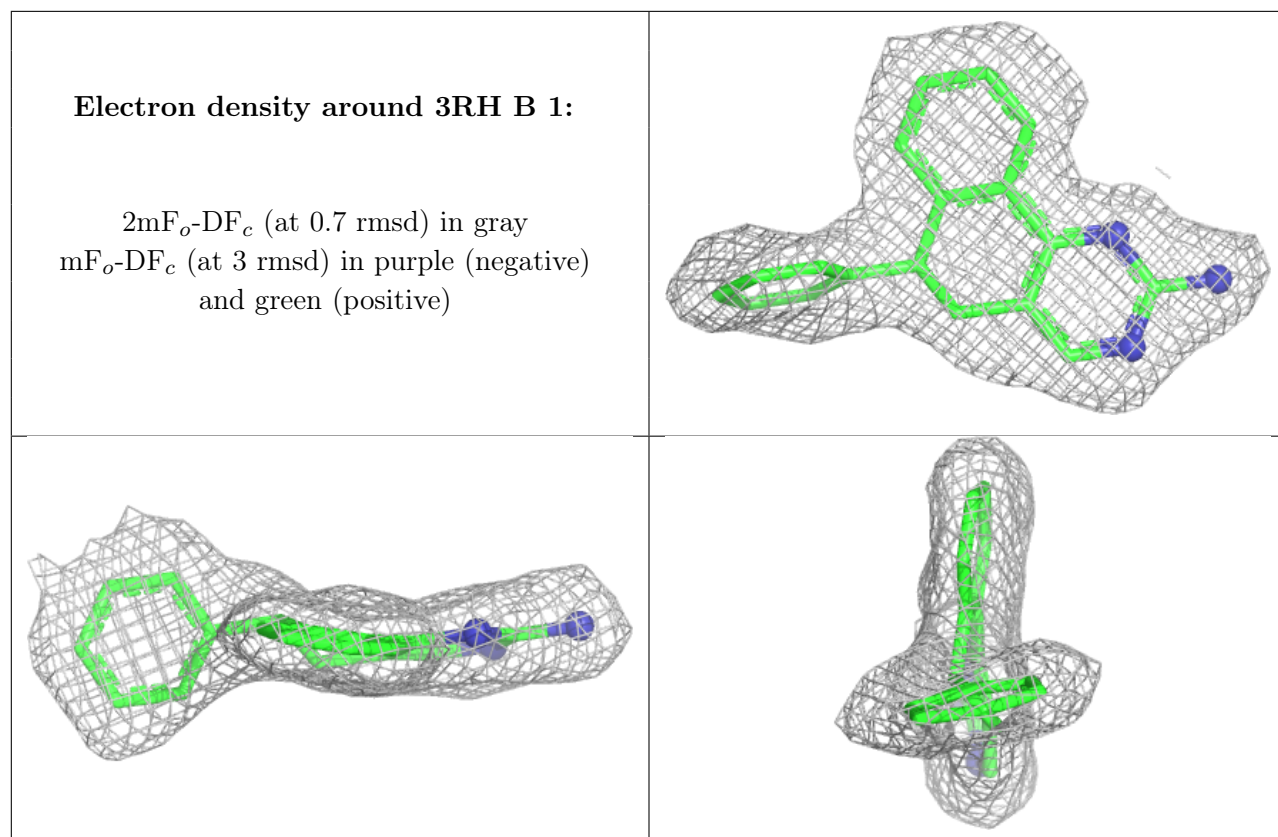 Electron density around 3RH B 1:
2mFo-DFc (at 0.7 rmsd) in gray
mFo-DFc (at 3 rmsd) in purple (negative)
and green (positive)